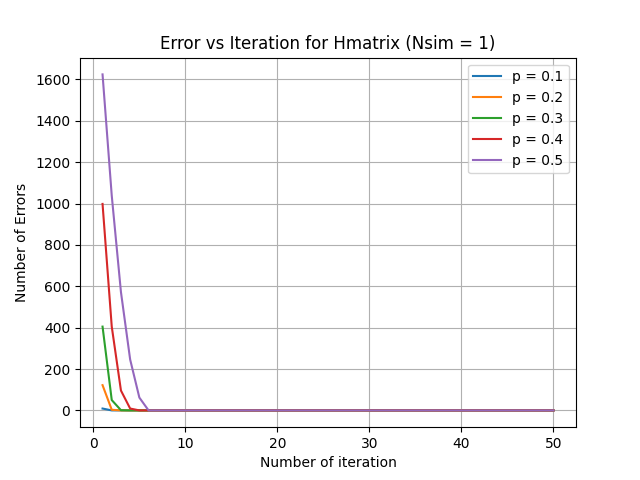 Error vs Iteration for Hmatrix (Nsim = 1)
p = 0.1
p = 0.2
p = 0.3
p = 0.4
p = 0.5
Number of Errors
1600
1400
1200
1000
800
600
400
200
0
0 10 20 30 40 50
Number of iteration